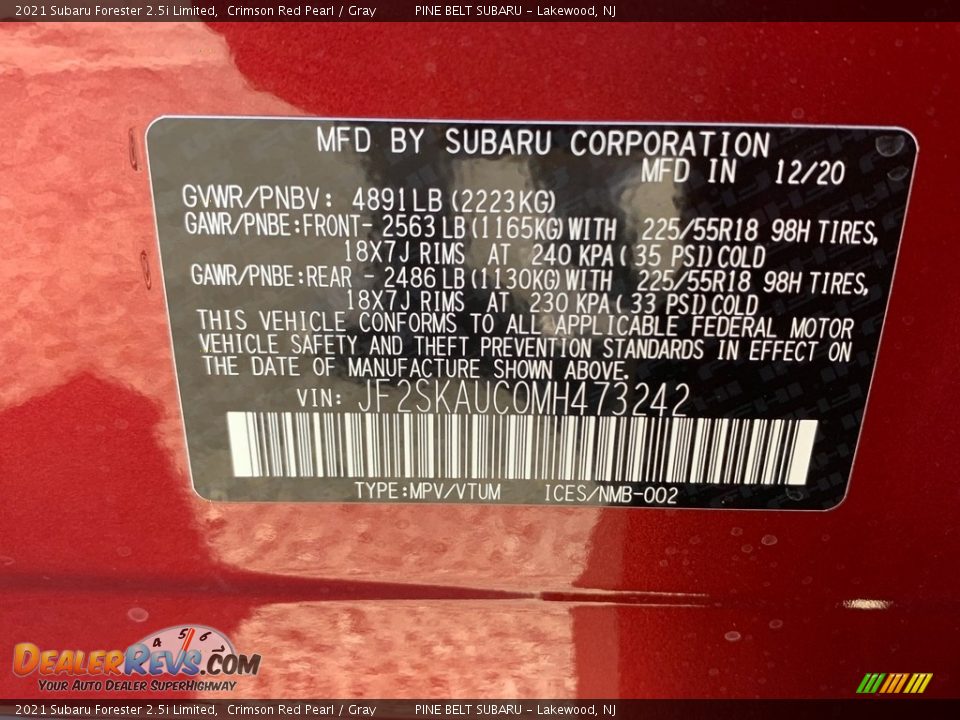 2021 Subaru Forester 2.5i Limited, Crimson Red Pearl / Gray PINE BELT SUBARU - Lakewood, NJ
MFD BY SUBARU CORPORATION
MFD IN 12/20
GVWR/PNBV: 4891LB(2223KG)
GAWR/PNBE:FRONT- 2563 LB(1165KG)WITH 225/55R18 98H TIRES,
18X7J RIMS AT 240 KPA( 35 PSI)COLD
GAWR/PNBE:REAR - 2486 LB(1130KG)WITH 225/55R18 98H TIRES,
18X7J RIMS AT 230 KPA( 33 PSI)COLD
THIS VEHICLE CONFORMS TO ALL APPLICABLE FEDERAL MOTOR
VEHICLE SAFETY AND THEFT PREVENTION STANDARDS IN EFFECT ON
THE DATE OF MANUFACTURE SHOWN ABOVE.
VIN: JF2SKAUC0MH473242
TYPE:MPV/VTUM ICES/NMB-002
4 5 6
DEALERREVS.COM
YOUR AUTO DEALER SUPERHIGHWAY
2021 Subaru Forester 2.5i Limited, Crimson Red Pearl / Gray PINE BELT SUBARU - Lakewood, NJ